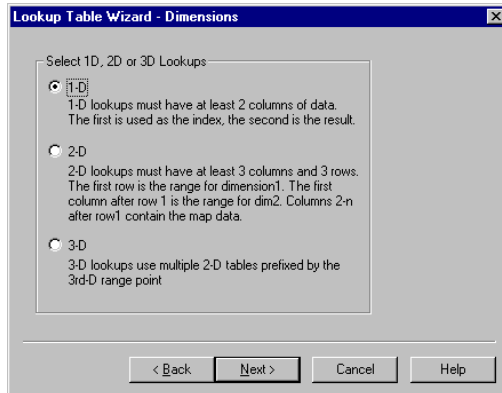 Lookup Table Wizard - Dimensions
Select 1D, 2D or 3D Lookups
1-D
1-D lookups must have at least 2 columns of data.
The first is used as the index, the second is the result.
2-D
2-D lookups must have at least 3 columns and 3 rows.
The first row is the range for dimension1. The first
column after row 1 is the range for dim2. Columns 2-n
after row1 contain the map data.
3-D
3-D lookups use multiple 2-D tables prefixed by the
3rd-D range point
< Back Next > Cancel Help